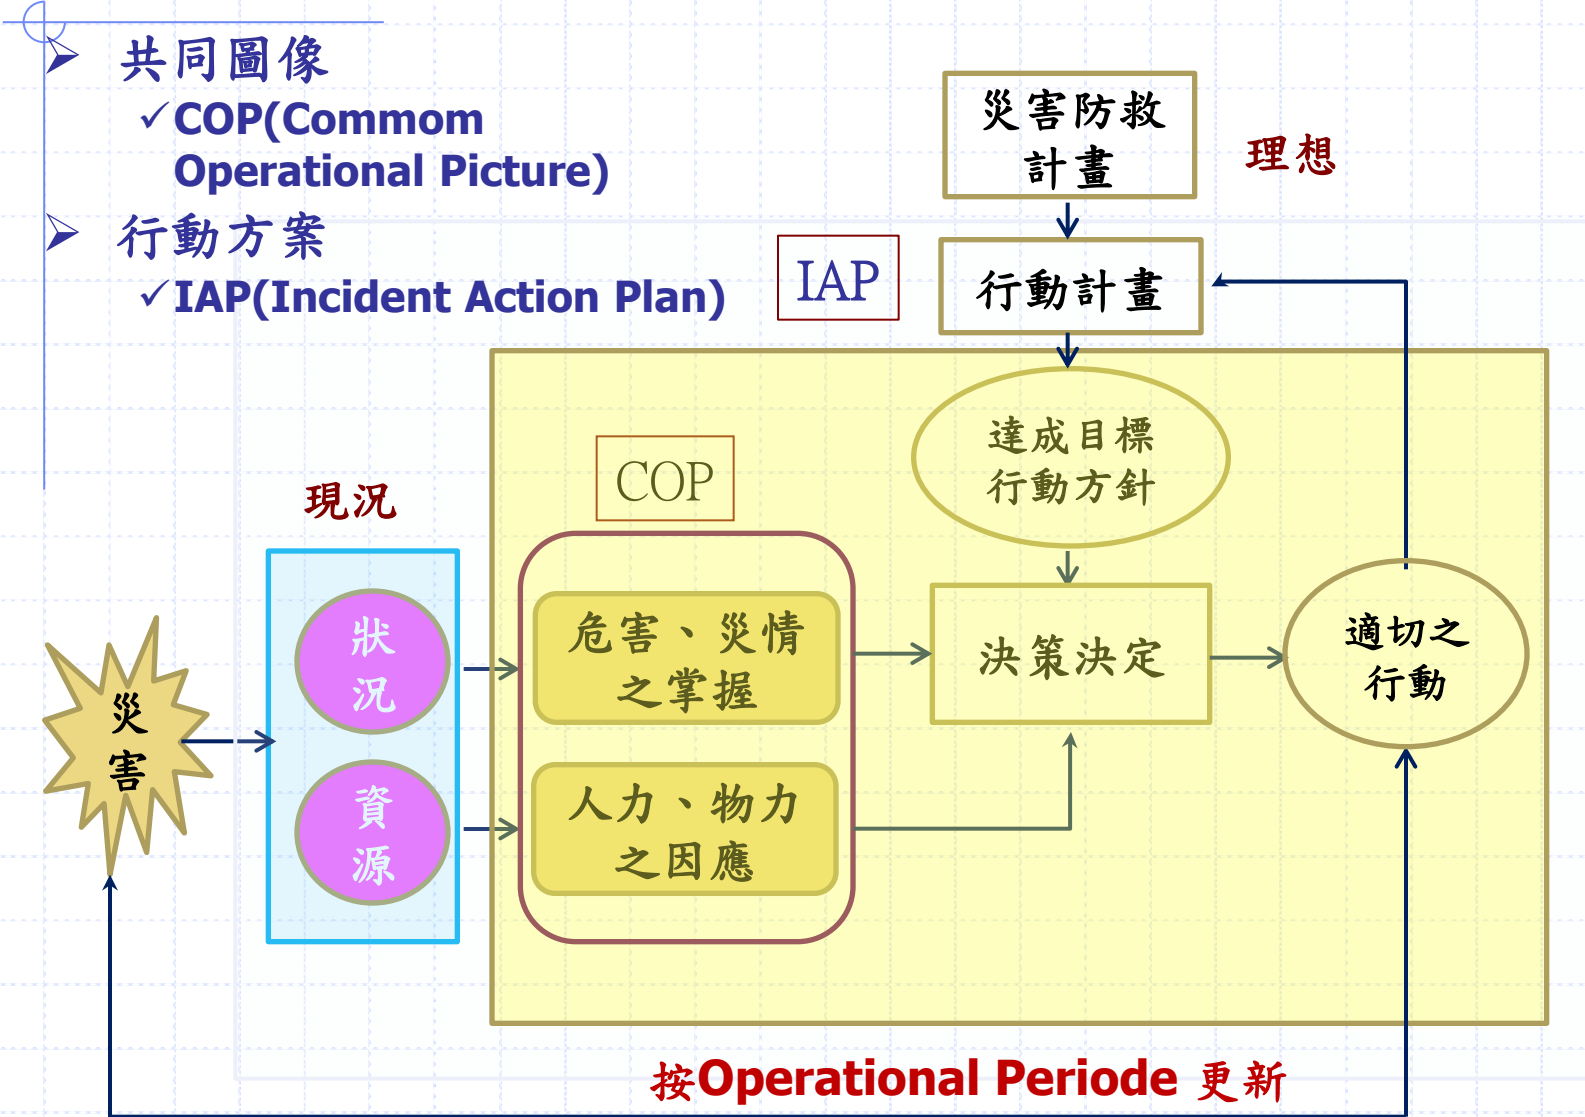 共同圖像
COP(Commom
Operational Picture)
行動方案
IAP(Incident Action Plan)
災害防救
計畫
理想
IAP
行動計畫
達成目標
行動方針
COP
現況
狀
況
資
源
災
害
危害、災情
之掌握
人力、物力
之因應
決策決定
適切之
行動
按Operational Periode 更新